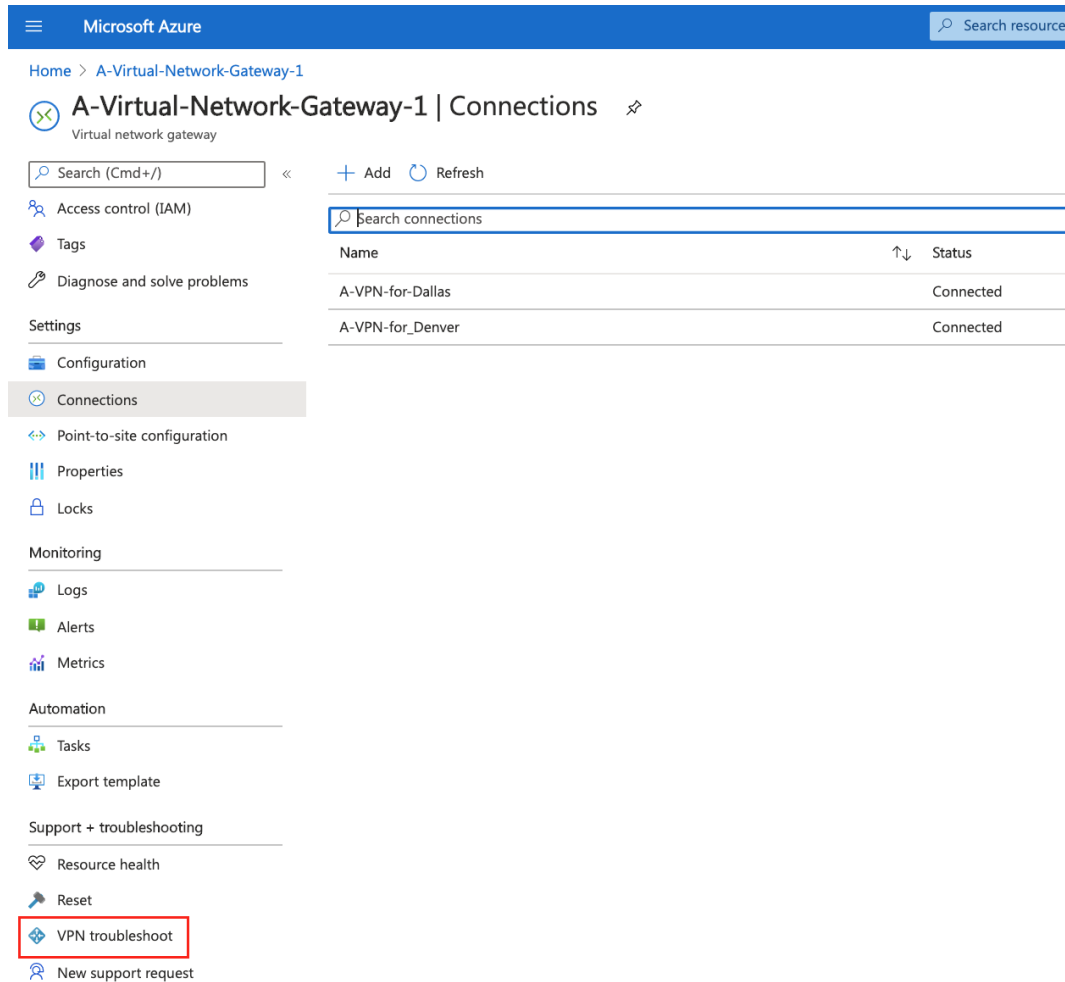 Microsoft Azure
Search resource
Home > A-Virtual-Network-Gateway-1
A-Virtual-Network-Gateway-1 | Connections
Virtual network gateway
Search (Cmd+/)
«
Add
Refresh
Access control (IAM)
Tags
Diagnose and solve problems
Settings
Configuration
Connections
Point-to-site configuration
Properties
Locks
Monitoring
Logs
Alerts
Metrics
Automation
Tasks
Export template
Support + troubleshooting
Resource health
Reset
VPN troubleshoot
New support request
Search connections
Name
Status
A-VPN-for-Dallas
Connected
A-VPN-for_Denver
Connected